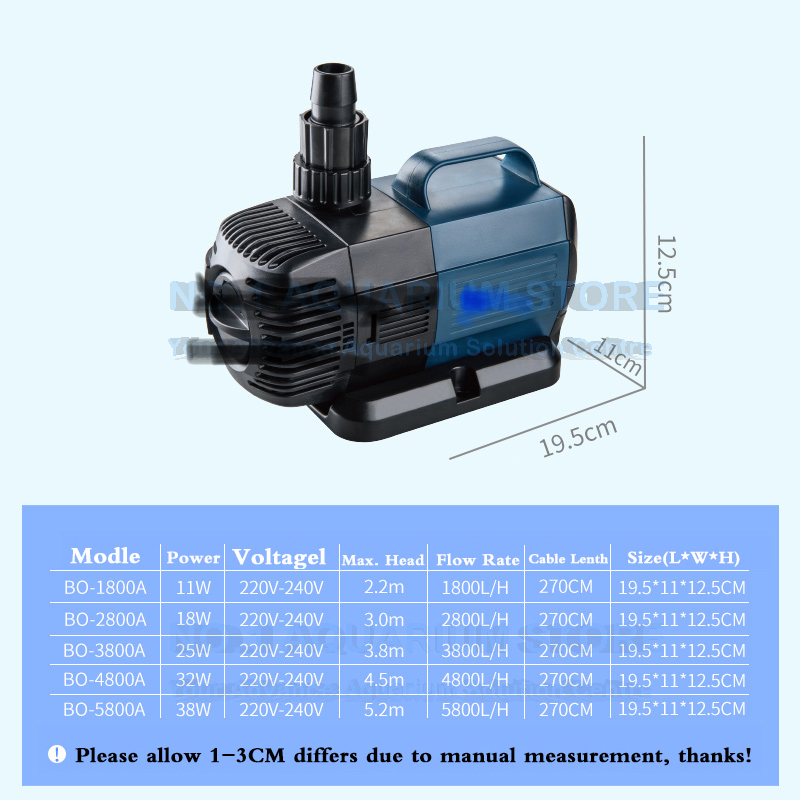 12.5cm
11cm
19.5cm
AQUARIUM STORE
Aquarium Solution
Modle Power Voltagel Max. Head Flow Rate Cable Lenth Size(L*W*H)
BO-1800A 11W 220V-240V 2.2m 1800L/H 270CM 19.5*11*12.5CM
BO-2800A 18W 220V-240V 3.0m 2800L/H 270CM 19.5*11*12.5CM
BO-3800A 25W 220V-240V 3.8m 3800L/H 270CM 19.5*11*12.5CM
BO-4800A 32W 220V-240V 4.5m 4800L/H 270CM 19.5*11*12.5CM
BO-5800A 38W 220V-240V 5.2m 5800L/H 270CM 19.5*11*12.5CM
! Please allow 1-3CM differs due to manual measurement, thanks!